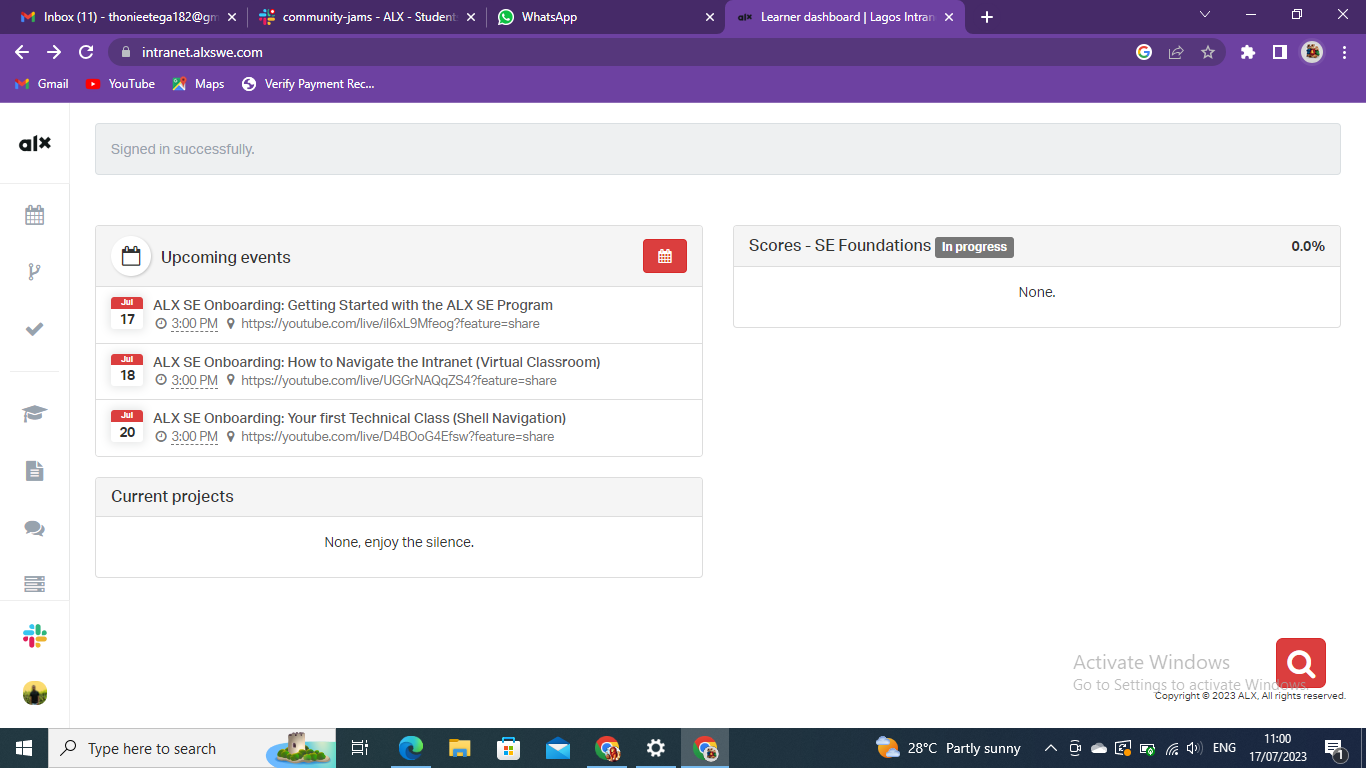 Inbox (11) - thonieetega182@gm
community-jams - ALX - Students
WhatsApp
alx Learner dashboard | Lagos Intran
intranet.alxswe.com
Gmail
YouTube
Maps
Verify Payment Rec...
alx
Signed in successfully.
Upcoming events
Jul
17
ALX SE Onboarding: Getting Started with the ALX SE Program
3:00 PM https://youtube.com/live/il6xL9Mfeog?feature=share
Jul
18
ALX SE Onboarding: How to Navigate the Intranet (Virtual Classroom)
3:00 PM https://youtube.com/live/UGGrNAQqZS4?feature=share
Jul
20
ALX SE Onboarding: Your first Technical Class (Shell Navigation)
3:00 PM https://youtube.com/live/D4BOoG4Efsw?feature=share
Current projects
None, enjoy the silence.
Scores - SE Foundations In progress 0.0%
None.
Activate Windows
Go to Settings to activate Windows.
Copyright © 2023 ALX, All rights reserved.
Type here to search
28°C Partly sunny
ENG
11:00
17/07/2023
1